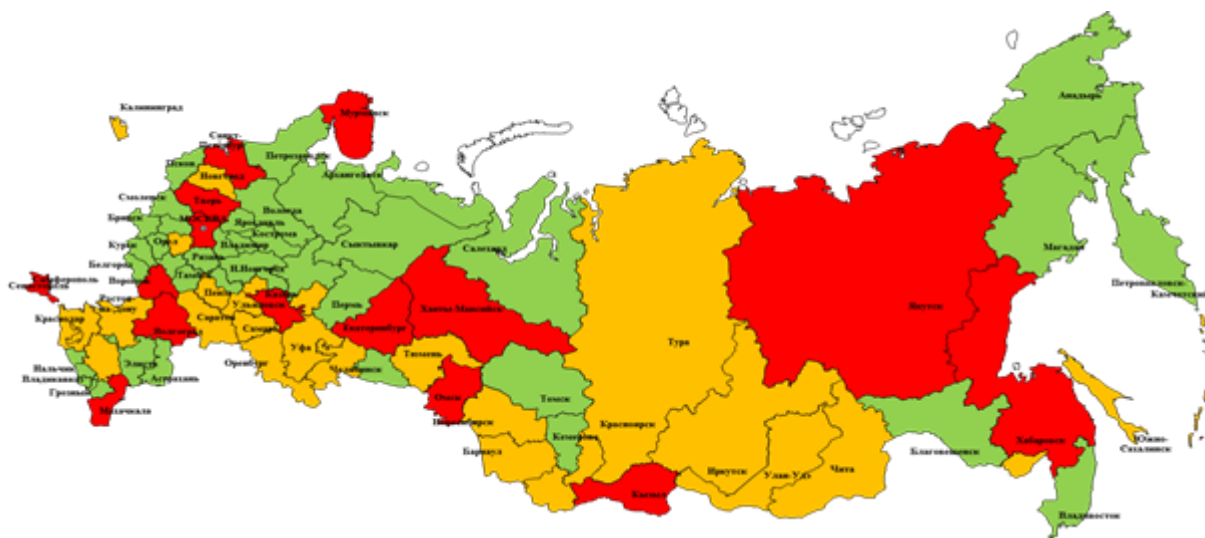 Калининград
Мурманск
Санкт-
Петербург
Псков
Новгород
Петрозаводск
Архангельск
Смоленск
Тверь
Вологда
Брянск
МОСКВА
Ярославль
Кострома
Курск
Орел
Владимир
Сыктывкар
Салехард
Белгород
Рязань
Тамбов
Н.Новгород
Симферополь
Севастополь
Воронеж
Пенза
Казань
Ульяновск
Пермь
Ростов-
на-Дону
Краснодар
Саратов
Самара
Волгоград
Екатеринбург
Ханты-Мансийск
Уфа
Тюмень
Оренбург
Челябинск
Нальчик
Владикавказ
Грозный
Элиста
Астрахань
Махачкала
Омск
Томск
Новосибирск
Кемерово
Барнаул
Красноярск
Тура
Кызыл
Иркутск
Улан-Удэ
Чита
Якутск
Анадырь
Магадан
Петропавловск-
Камчатский
Благовещенск
Хабаровск
Южно-
Сахалинск
Владивосток